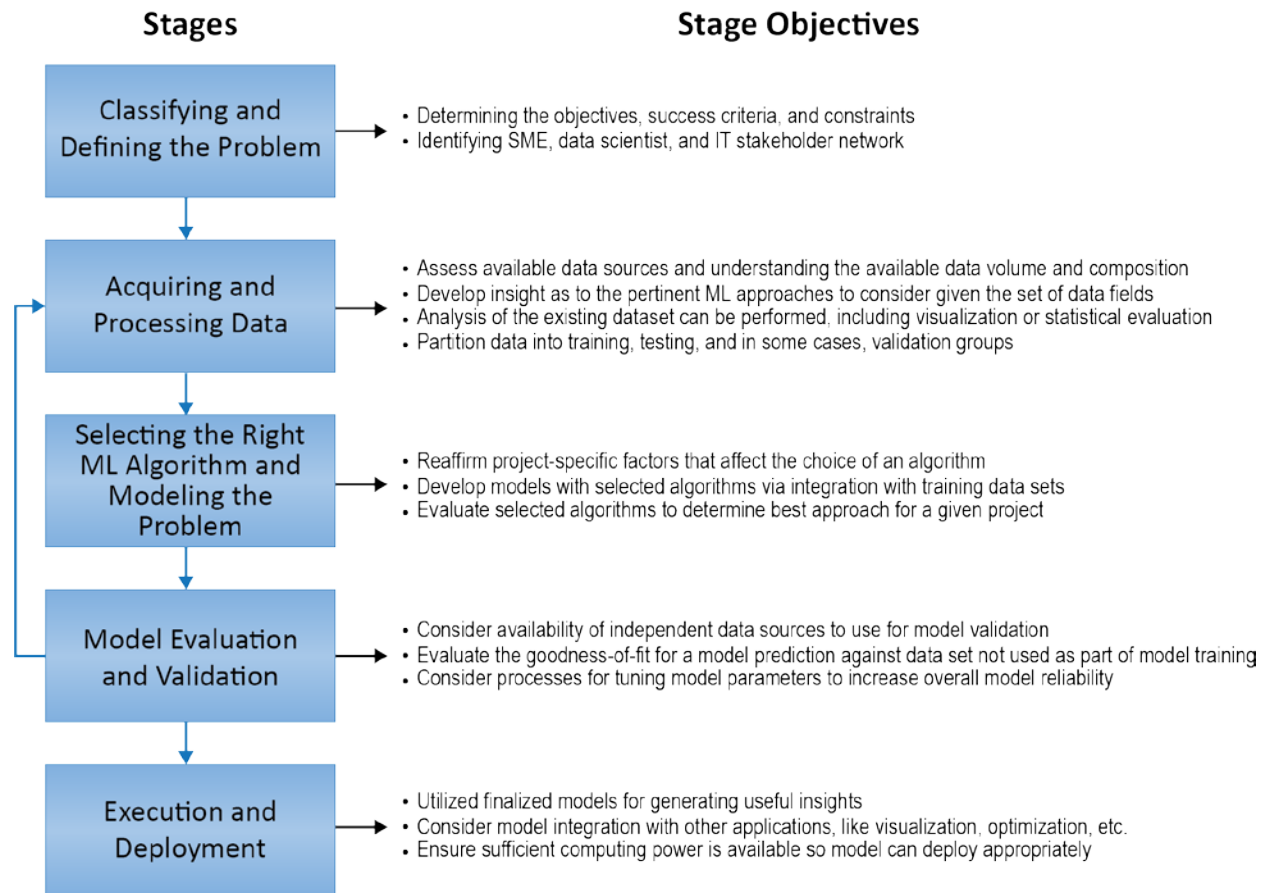 Stages
Stage Objectives
Classifying and
Defining the Problem
• Determining the objectives, success criteria, and constraints
• Identifying SME, data scientist, and IT stakeholder network
Acquiring and
Processing Data
• Assess available data sources and understanding the available data volume and composition
• Develop insight as to the pertinent ML approaches to consider given the set of data fields
• Analysis of the existing dataset can be performed, including visualization or statistical evaluation
• Partition data into training, testing, and in some cases, validation groups
Selecting the Right
ML Algorithm and
Modeling the
Problem
• Reaffirm project-specific factors that affect the choice of an algorithm
• Develop models with selected algorithms via integration with training data sets
• Evaluate selected algorithms to determine best approach for a given project
Model Evaluation
and Validation
• Consider availability of independent data sources to use for model validation
• Evaluate the goodness-of-fit for a model prediction against data set not used as part of model training
• Consider processes for tuning model parameters to increase overall model reliability
Execution and
Deployment
• Utilized finalized models for generating useful insights
• Consider model integration with other applications, like visualization, optimization, etc.
• Ensure sufficient computing power is available so model can deploy appropriately